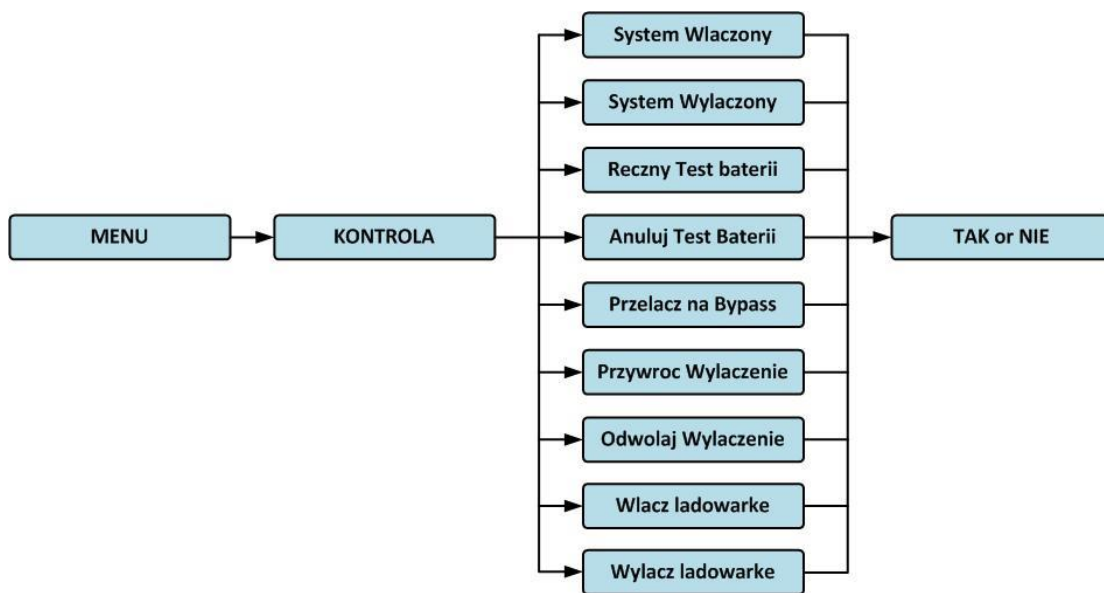 MENU
KONTROLA
System Wlaczony
System Wylaczony
Reczny Test baterii
Anuluj Test Baterii
Przelacz na Bypass
Przywroc Wylaczenie
Odwolaj Wylaczenie
Wlacz ladowarke
Wylacz ladowarke
TAK or NIE